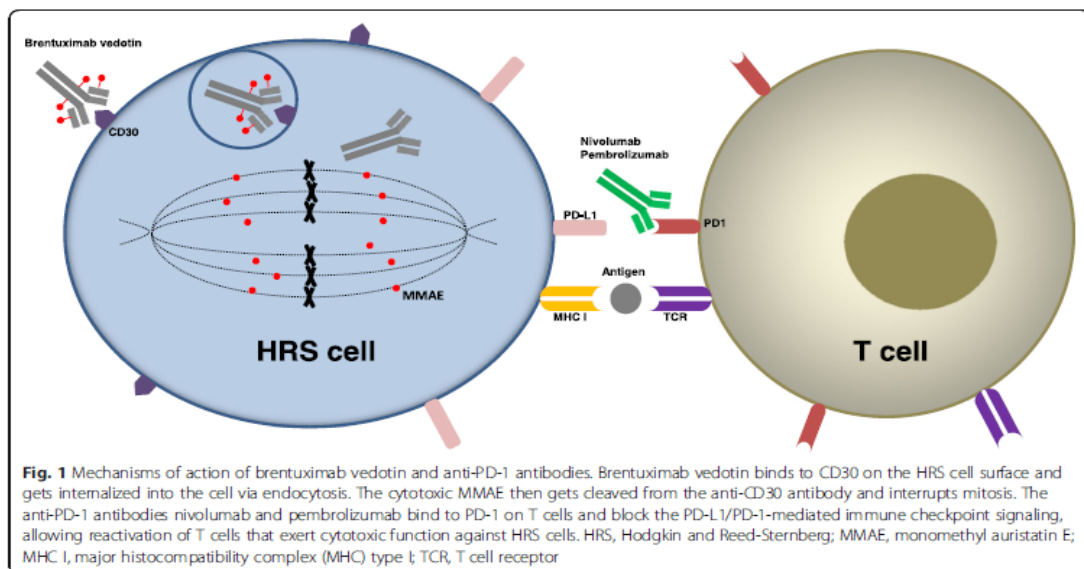 Brentuximab vedotin
CD30
Nivolumab
Pembrolizumab
PD-L1
PD1
Antigen
MMAE
MHC I
TCR
HRS cell
T cell
Fig. 1 Mechanisms of action of brentuximab vedotin and anti-PD-1 antibodies. Brentuximab vedotin binds to CD30 on the HRS cell surface and
gets internalized into the cell via endocytosis. The cytotoxic MMAE then gets cleaved from the anti-CD30 antibody and interrupts mitosis. The
anti-PD-1 antibodies nivolumab and pembrolizumab bind to PD-1 on T cells and block the PD-L1/PD-1-mediated immune checkpoint signaling,
allowing reactivation of T cells that exert cytotoxic function against HRS cells. HRS, Hodgkin and Reed-Sternberg; MMAE, monomethyl auristatin E;
MHC I, major histocompatibility complex (MHC) type I; TCR, T cell receptor